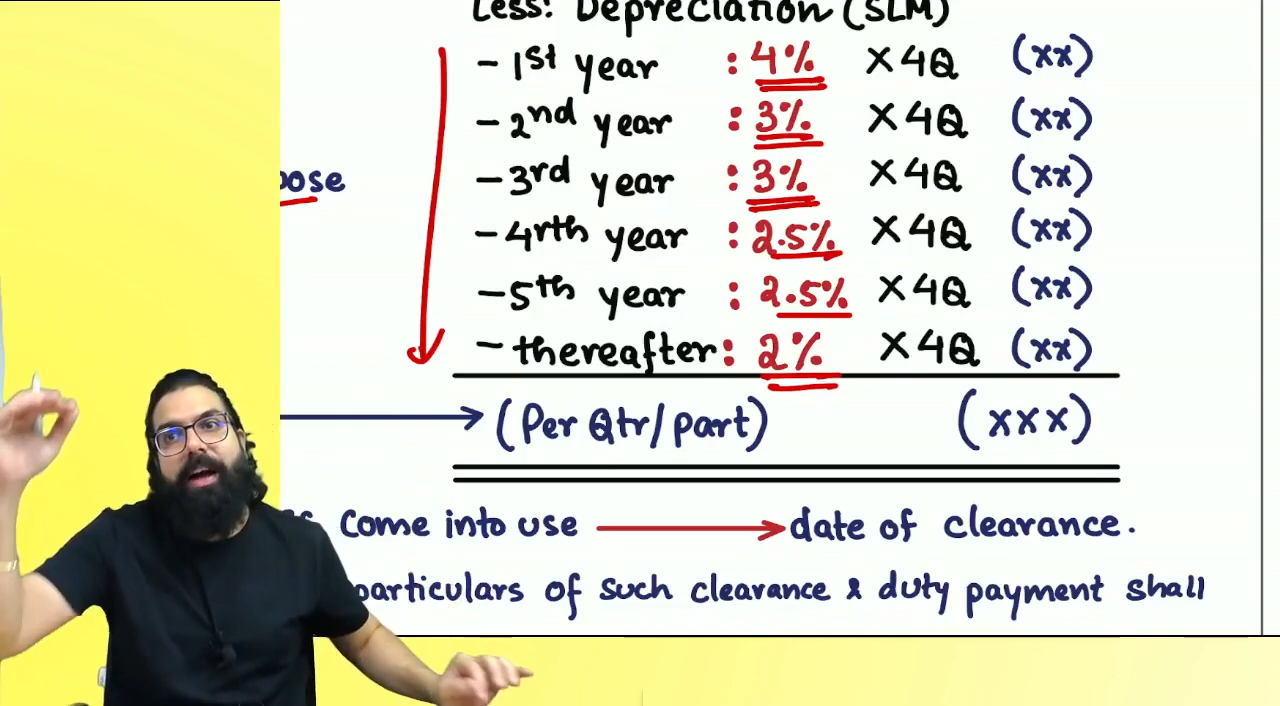 Less: Depreciation (SLM)
- 1st year : 4% X4Q (xx)
- 2nd year : 3% X4Q (xx)
- 3rd year : 3% X4Q (xx)
- 4rth year : 2.5% X4Q (xx)
- 5th year : 2.5% X4Q (xx)
- thereafter : 2% X4Q (xx)
(Per Qtr/part) (xxx)
come into use → date of clearance.
particulars of such clearance & duty payment shall